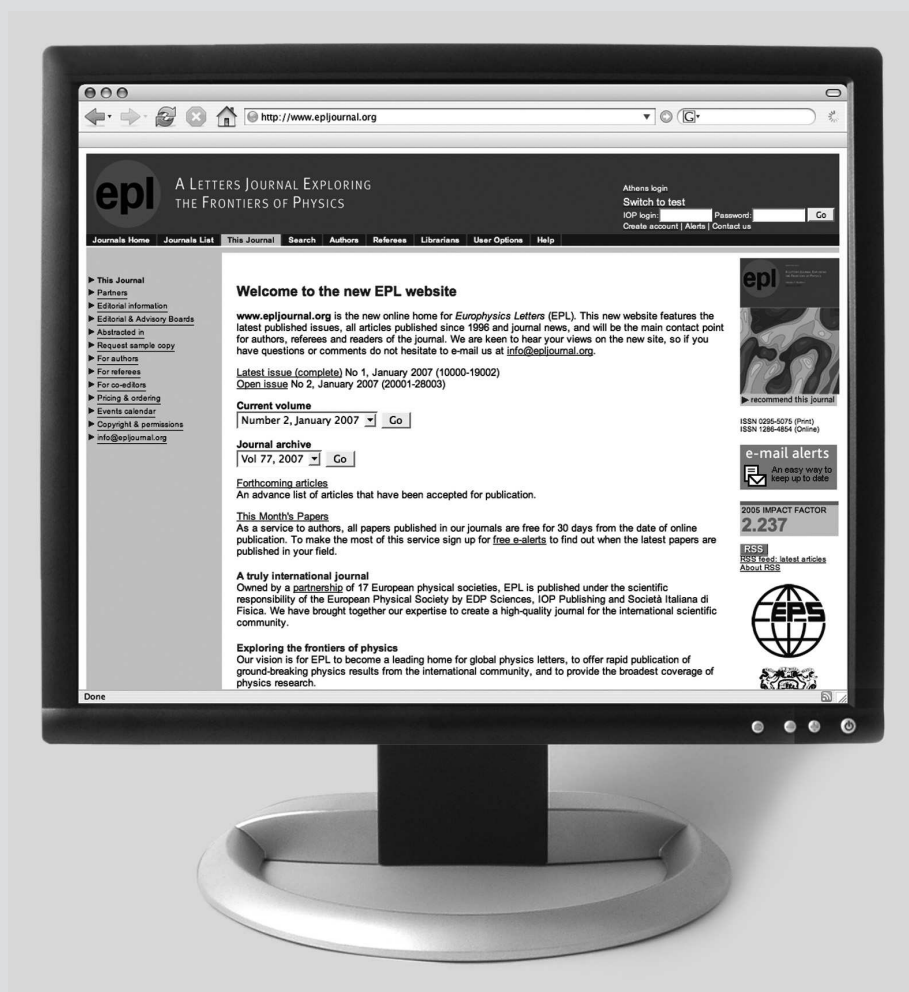 http://www.epljournal.org
G
epl
A LETTERS JOURNAL EXPLORING
THE FRONTIERS OF PHYSICS
Athens login
Switch to test
IOP login: Password: Go
Create account | Alerts | Contact us
Journals Home Journals List This Journal Search Authors Referees Librarians User Options Help
This Journal
Partners
Editorial information
Editorial & Advisory Boards
Abstracted in
Request sample copy
For authors
For referees
For co-editors
Pricing & ordering
Events calendar
Copyright & permissions
info@epljournal.org
Welcome to the new EPL website
www.epljournal.org is the new online home for Europhysics Letters (EPL). This new website features the
latest published issues, all articles published since 1996 and journal news, and will be the main contact point
for authors, referees and readers of the journal. We are keen to hear your views on the new site, so if you
have questions or comments do not hesitate to e-mail us at info@epljournal.org.
Latest issue (complete) No 1, January 2007 (10000-19002)
Open issue No 2, January 2007 (20001-28003)
Current volume
Number 2, January 2007 Go
Journal archive
Vol 77, 2007 Go
Forthcoming articles
An advance list of articles that have been accepted for publication.
This Month's Papers
As a service to authors, all papers published in our journals are free for 30 days from the date of online
publication. To make the most of this service sign up for free e-alerts to find out when the latest papers are
published in your field.
A truly international journal
Owned by a partnership of 17 European physical societies, EPL is published under the scientific
responsibility of the European Physical Society by EDP Sciences, IOP Publishing and Società Italiana di
Fisica. We have brought together our expertise to create a high-quality journal for the international scientific
community.
Exploring the frontiers of physics
Our vision is for EPL to become a leading home for global physics letters, to offer rapid publication of
ground-breaking physics results from the international community, and to provide the broadest coverage of
physics research.
epl
recommend this journal
ISSN 0295-5075 (Print)
ISSN 1286-4854 (Online)
e-mail alerts
An easy way to
keep up to date
2005 IMPACT FACTOR
2.237
RSS
RSS feed: latest articles
About RSS
EPS
Done